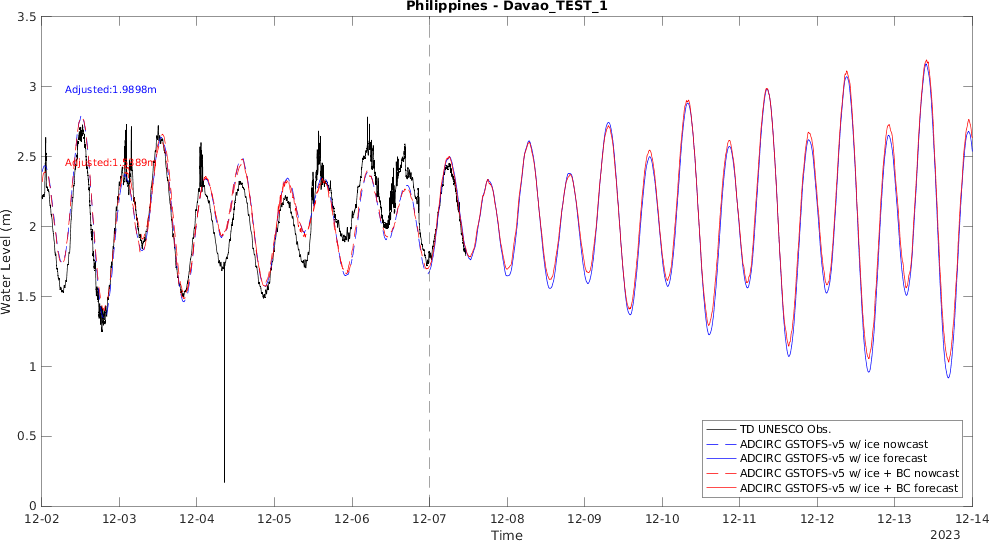 Philippines - Davao_TEST_1
3.5
3
2.5
2
1.5
1
0.5
0
Water Level (m)
Adjusted:1.9898m
TD UNESCO Obs.
ADCIRC GSTOFS-v5 w/ ice nowcast
ADCIRC GSTOFS-v5 w/ ice forecast
ADCIRC GSTOFS-v5 w/ ice + BC nowcast
ADCIRC GSTOFS-v5 w/ ice + BC forecast
12-02 12-03 12-04 12-05 12-06 12-07 12-08 12-09 12-10 12-11 12-12 12-13 12-14
Time
2023